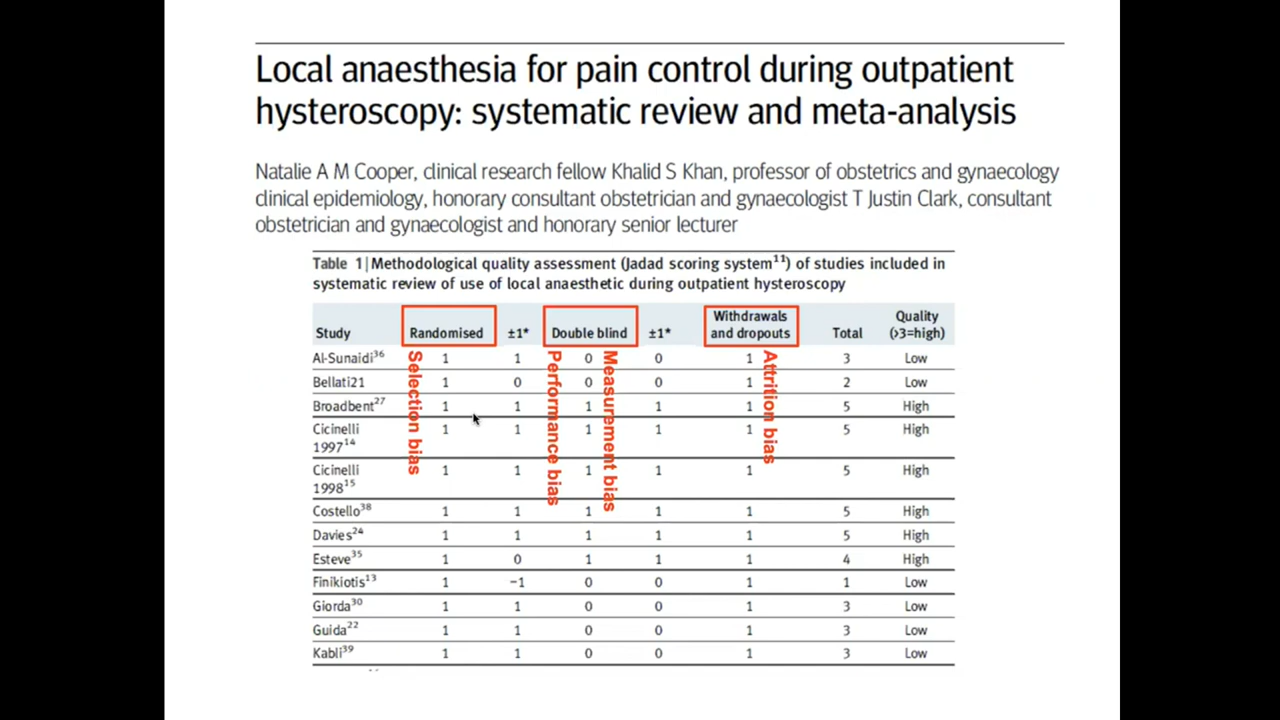 Local anaesthesia for pain control during outpatient
hysteroscopy: systematic review and meta-analysis
Natalie A M Cooper, clinical research fellow Khalid S Khan, professor of obstetrics and gynaecology
clinical epidemiology, honorary consultant obstetrician and gynaecologist T Justin Clark, consultant
obstetrician and gynaecologist and honorary senior lecturer
Table 1|Methodological quality assessment (Jadad scoring system11) of studies included in
systematic review of use of local anaesthetic during outpatient hysteroscopy
Study Randomised ±1* Double blind ±1* Withdrawals and dropouts Total Quality (>3=high)
Al-Sunaidi36 1 1 0 0 1 3 Low
Bellati21 1 0 0 0 1 2 Low
Broadbent27 1 1 1 1 1 5 High
Cicinelli 199714 1 1 1 1 1 5 High
Cicinelli 199815 1 1 1 1 1 5 High
Costello38 1 1 1 1 1 5 High
Davies24 1 1 1 1 1 5 High
Esteve35 1 0 1 1 1 4 High
Finikiotis13 1 −1 0 0 1 1 Low
Giorda30 1 1 0 0 1 3 Low
Guida22 1 1 0 0 1 3 Low
Kabli39 1 1 0 0 1 3 Low
Selection bias
Performance bias
Measurement bias
Attrition bias